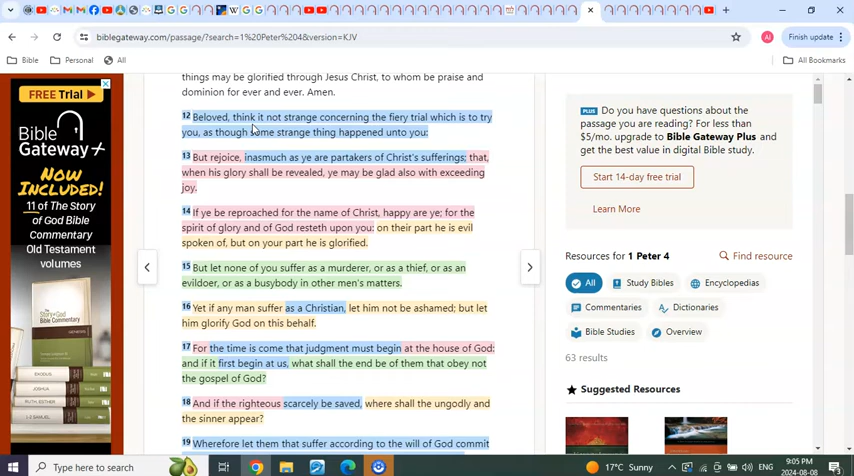 Finish update
biblegateway.com/passage/?search=1%20Peter%204&version=KJV
AI
Bible
Personal
All
All Bookmarks
FREE Trial
BIBLE
GATEWAY+
NOW
INCLUDED!
11 of The Story
of God Bible
Commentary
Old Testament
volumes
EXODUS
JOSHUA
RUTH, ESTHER
things may be glorified through Jesus Christ, to whom be praise and
dominion for ever and ever. Amen.
12 Beloved, think it not strange concerning the fiery trial which is to try
you, as though some strange thing happened unto you:
13 But rejoice, inasmuch as ye are partakers of Christ's sufferings; that,
when his glory shall be revealed, ye may be glad also with exceeding
joy.
14 If ye be reproached for the name of Christ, happy are ye; for the
spirit of glory and of God resteth upon you: on their part he is evil
spoken of, but on your part he is glorified.
15 But let none of you suffer as a murderer, or as a thief, or as an
evildoer, or as a busybody in other men's matters.
16 Yet if any man suffer as a Christian, let him not be ashamed; but let
him glorify God on this behalf.
17 For the time is come that judgment must begin at the house of God:
and if it first begin at us, what shall the end be of them that obey not
the gospel of God?
18 And if the righteous scarcely be saved, where shall the ungodly and
the sinner appear?
19 Wherefore let them that suffer according to the will of God commit
PLUS Do you have questions about the
passage you are reading? For less than
$5/mo. upgrade to Bible Gateway Plus and
get the best value in digital Bible study.
Start 14-day free trial
Learn More
Resources for 1 Peter 4
Find resource
All
Study Bibles
Encyclopedias
Commentaries
Dictionaries
Bible Studies
Overview
63 results
Suggested Resources
Type here to search
17°C Sunny
ENG
9:05 PM
2024-08-08